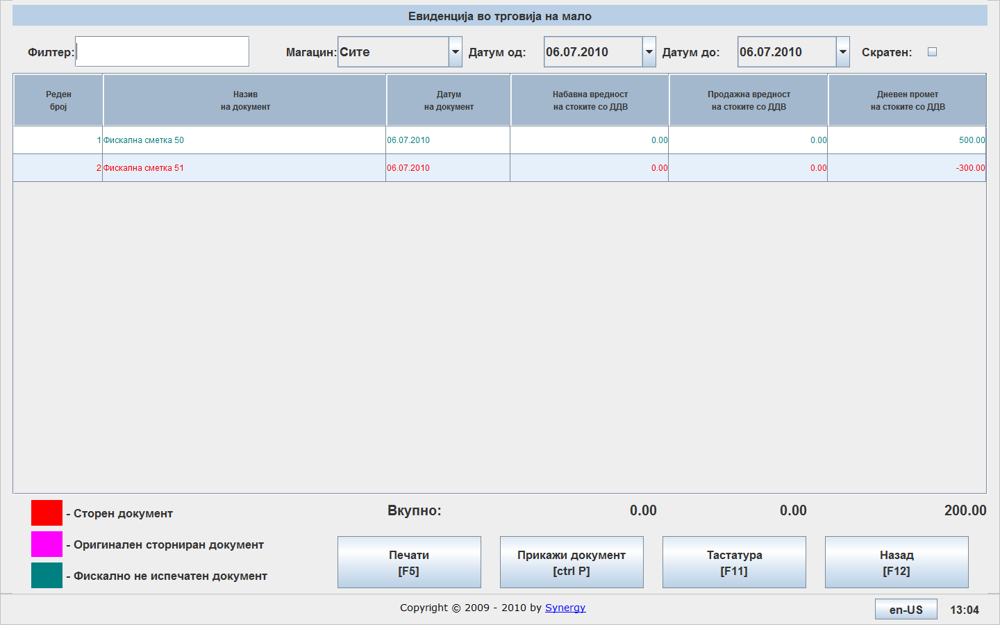 Евиденција во трговија на мало
Филтер: Магацин: Сите Датум од: 06.07.2010 Датум до: 06.07.2010 Скратен:
Реден број Назив на документ Датум на документ Набавна вредност на стоките со ДДВ Продажна вредност на стоките со ДДВ Дневен промет на стоките со ДДВ
1 Фискална сметка 50 06.07.2010 0.00 0.00 500.00
2 Фискална сметка 51 06.07.2010 0.00 0.00 -300.00
- Сторен документ
- Оригинален сторниран документ
- Фискално не испечатен документ
Вкупно: 0.00 0.00 200.00
Печати [F5]
Прикажи документ [ctrl P]
Тастатура [F11]
Назад [F12]
Copyright © 2009 - 2010 by Synergy
en-US 13:04